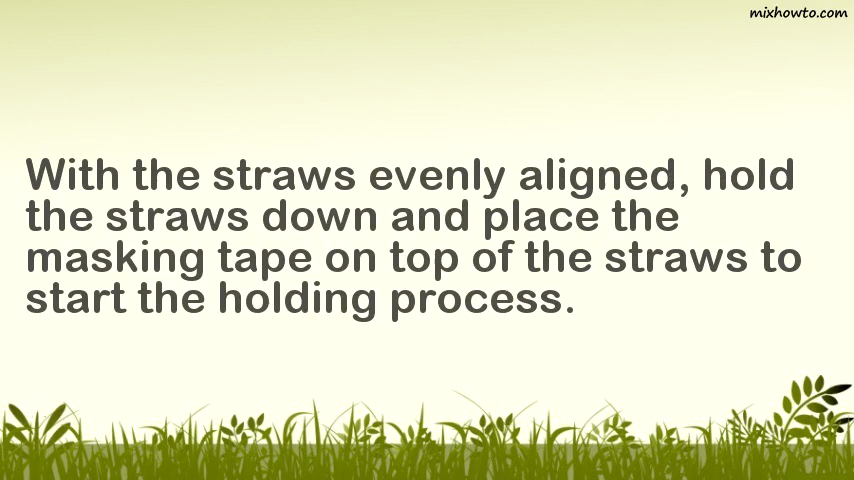 mixhowto.com
With the straws evenly aligned, hold
the straws down and place the
masking tape on top of the straws to
start the holding process.